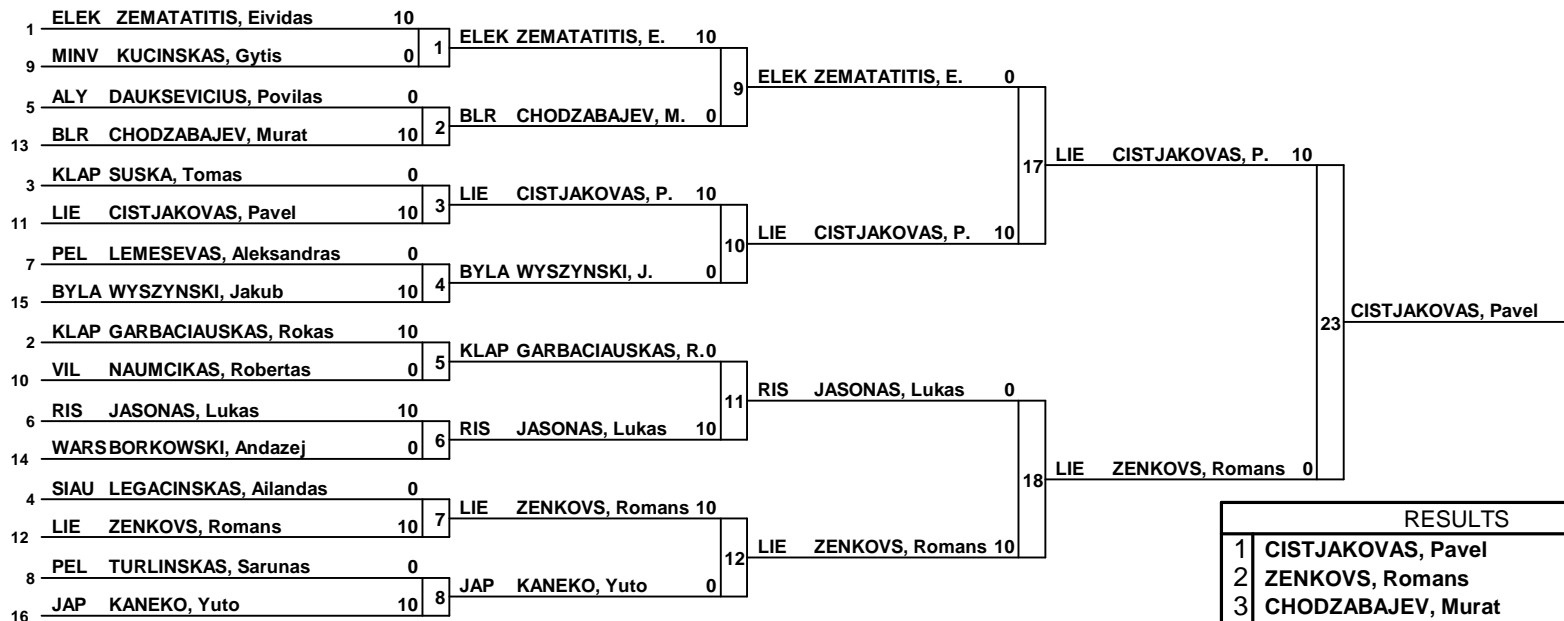 1 ELEK ZEMATATITIS, Eividas 10
9 MINV KUCINSKAS, Gytis 0
1
5 ALY DAUKSEVICIUS, Povilas 0
13 BLR CHODZABAJEV, Murat 10
2
3 KLAP SUSKA, Tomas 0
11 LIE CISTJAKOVAS, Pavel 10
3
7 PEL LEMESEVAS, Aleksandras 0
15 BYLA WYSZYNSKI, Jakub 10
4
2 KLAP GARBACIAUSKAS, Rokas 10
10 VIL NAUMCIKAS, Robertas 0
5
6 RIS JASONAS, Lukas 10
14 WARS BORKOWSKI, Andazej 0
6
4 SIAU LEGACINSKAS, Ailandas 0
12 LIE ZENKOVS, Romans 10
7
8 PEL TURLINSKAS, Sarunas 0
16 JAP KANEKO, Yuto 10
8
ELEK ZEMATATITIS, E. 10
BLR CHODZABAJEV, M. 0
9
LIE CISTJAKOVAS, P. 10
BYLA WYSZYNSKI, J. 0
10
KLAP GARBACIAUSKAS, R. 0
RIS JASONAS, Lukas 10
11
LIE ZENKOVS, Romans 10
JAP KANEKO, Yuto 0
12
ELEK ZEMATATITIS, E. 0
LIE CISTJAKOVAS, P. 10
17
RIS JASONAS, Lukas 0
LIE ZENKOVS, Romans 10
18
LIE CISTJAKOVAS, P. 10
LIE ZENKOVS, Romans 0
23
CISTJAKOVAS, Pavel
RESULTS
1 CISTJAKOVAS, Pavel
2 ZENKOVS, Romans
3 CHODZABAJEV, Murat